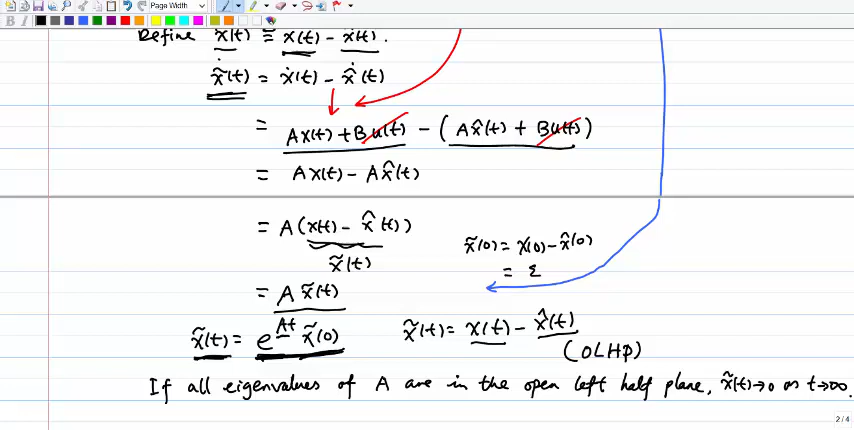 Page Width
B I
Define x̃(t) ≡ x(t) - x̂(t).
x̃̇(t) = ẋ(t) - x̂̇(t)
= Ax(t) + Bu(t) - (Ax̂(t) + Bu(t))
= Ax(t) - Ax̂(t)
= A(x(t) - x̂(t))
x̃(t)
x̃(0) = x(0) - x̂(0)
= ε
= A x̃(t)
x̃(t) = e^{At} x̃(0)
x̃(t) = x(t) - x̂(t)
(OLHP)
If all eigenvalues of A are in the open left half plane, x̃(t)→0 as t→∞.
2/4